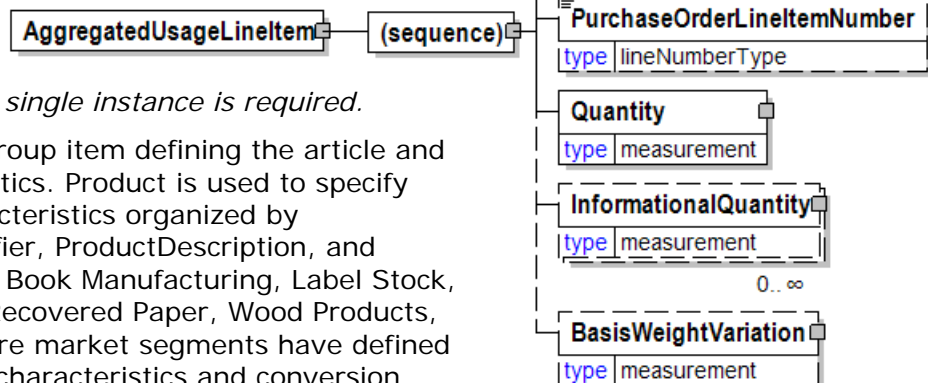 AggregatedUsageLineItem
(sequence)
single instance is required.
roup item defining the article and
tics. Product is used to specify
acteristics organized by
fier, ProductDescription, and
Book Manufacturing, Label Stock,
Recovered Paper, Wood Products,
re market segments have defined
characteristics and conversion
PurchaseOrderLineItemNumber
type lineNumberType
Quantity
type measurement
InformationalQuantity
type measurement
0.. ∞
BasisWeightVariation
type measurement